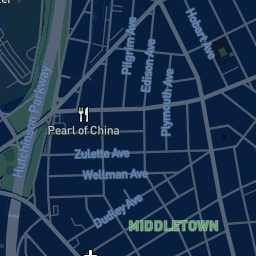 Hobart Ave
Pilgrim Ave
Edison Ave
Plymouth Ave
Hutchinson Parkway
Pearl of China
Zulette Ave
Wellman Ave
Dudley Ave
MIDDLETOWN